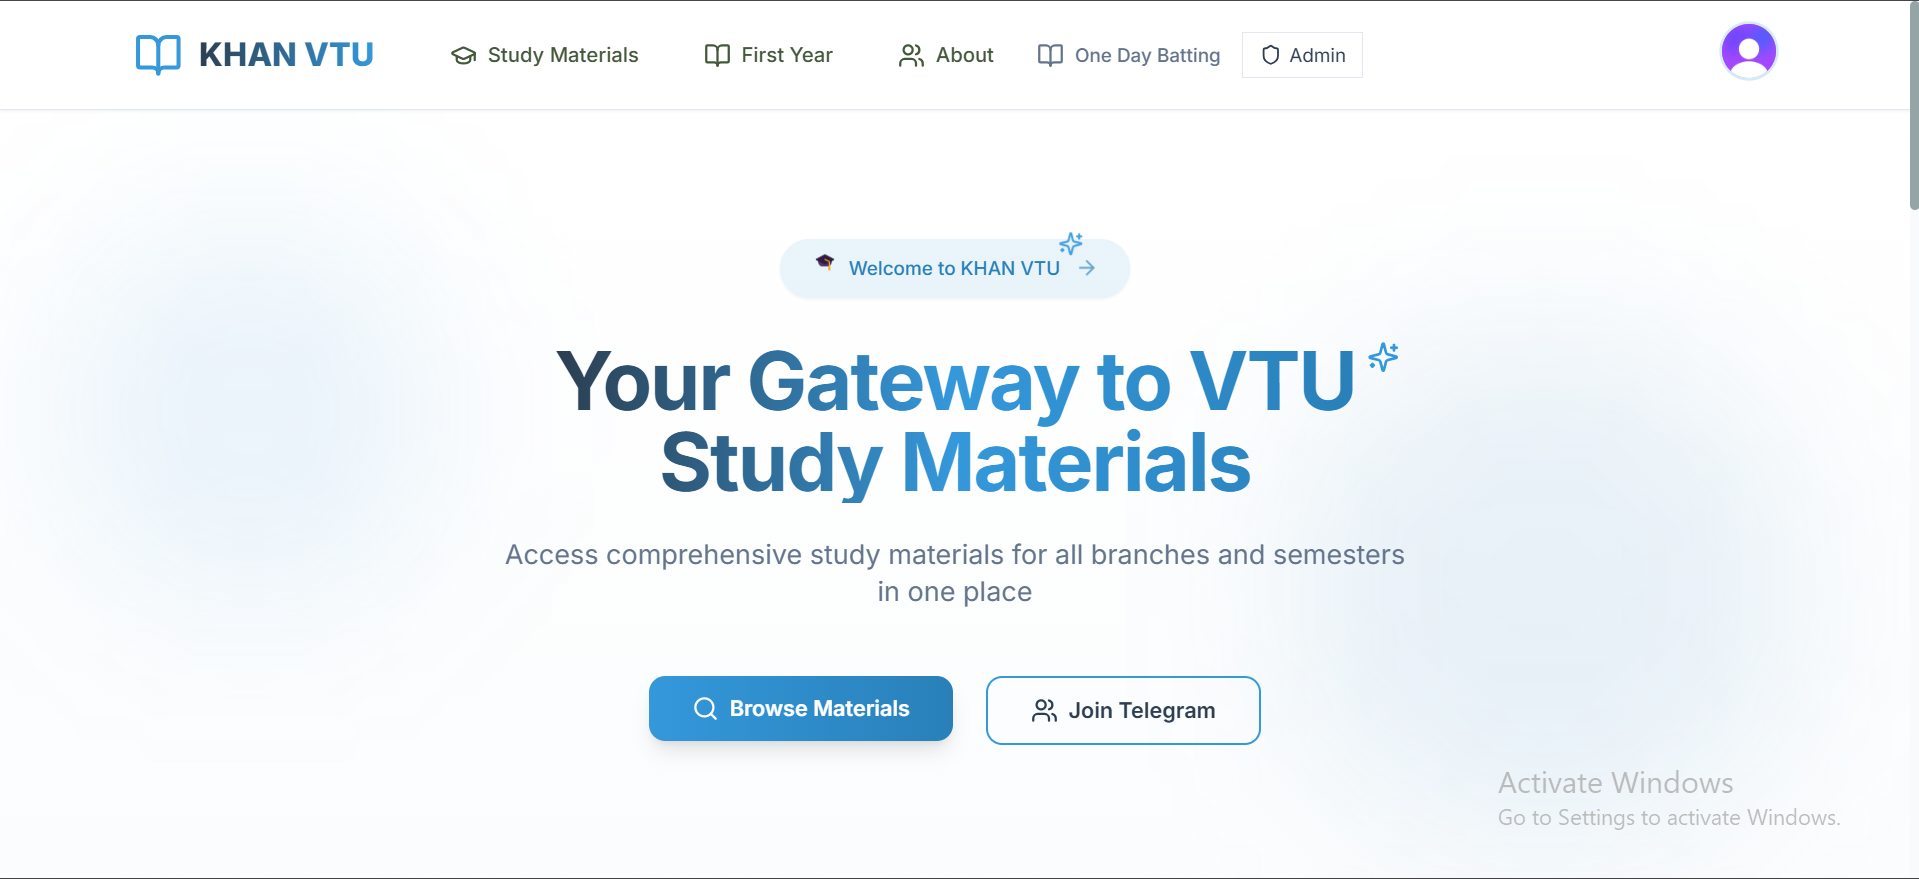 KHAN VTU
Study Materials
First Year
About
One Day Batting
Admin
Welcome to KHAN VTU
Your Gateway to VTU
Study Materials
Access comprehensive study materials for all branches and semesters
in one place
Browse Materials
Join Telegram
Activate Windows
Go to Settings to activate Windows.